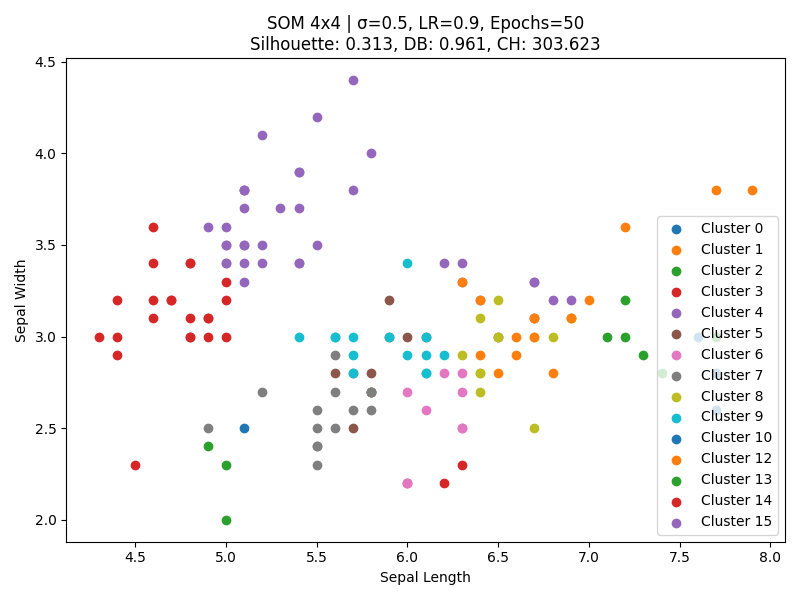 SOM 4x4 | σ=0.5, LR=0.9, Epochs=50
Silhouette: 0.313, DB: 0.961, CH: 303.623
4.5
4.0
3.5
3.0
2.5
2.0
Sepal Width
Cluster 0
Cluster 1
Cluster 2
Cluster 3
Cluster 4
Cluster 5
Cluster 6
Cluster 7
Cluster 8
Cluster 9
Cluster 10
Cluster 12
Cluster 13
Cluster 14
Cluster 15
4.5 5.0 5.5 6.0 6.5 7.0 7.5 8.0
Sepal Length